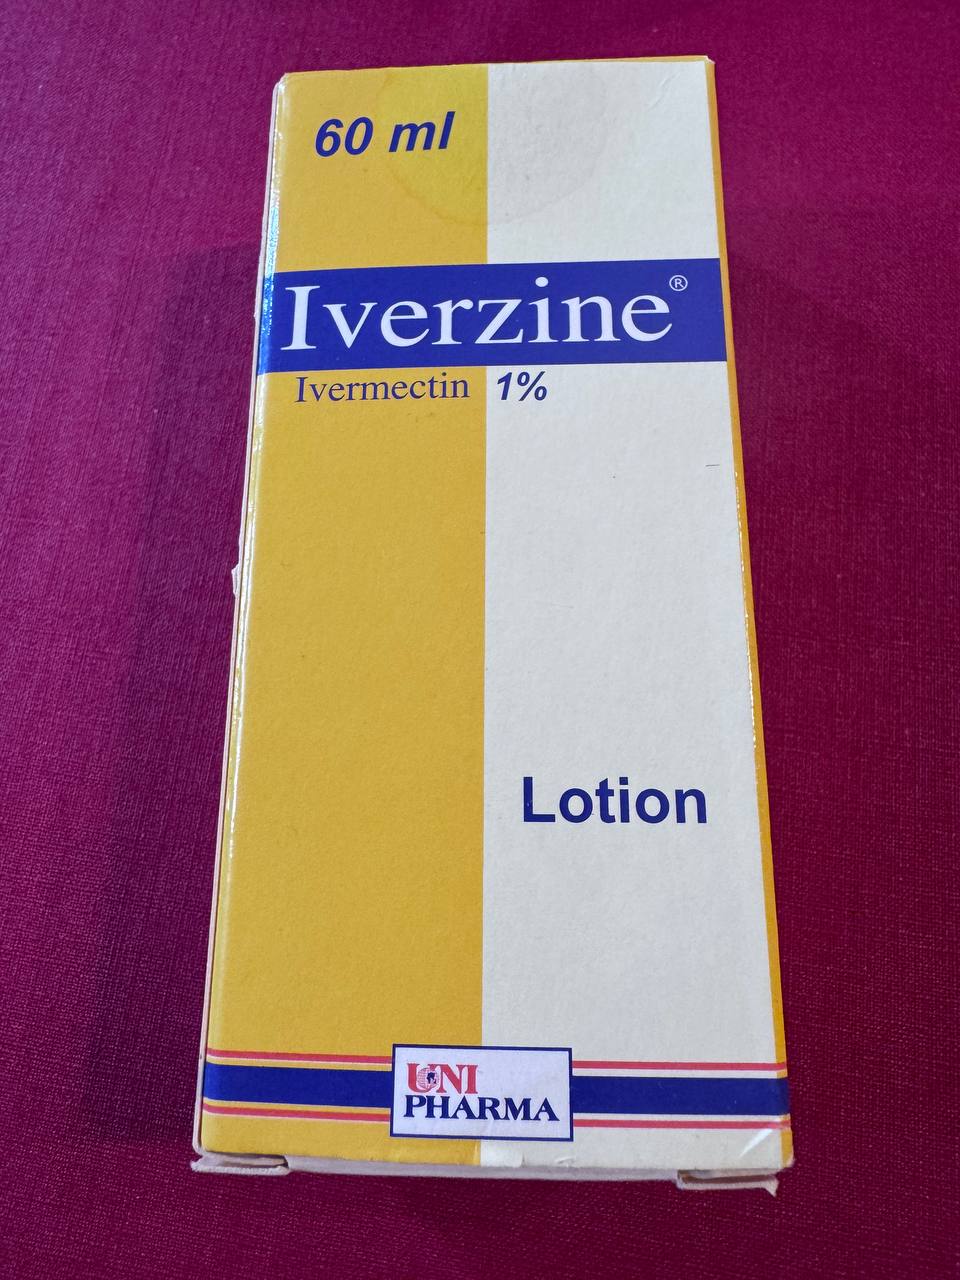 60 ml
Iverzine®
Ivermectin 1%
Lotion
UNI
PHARMA